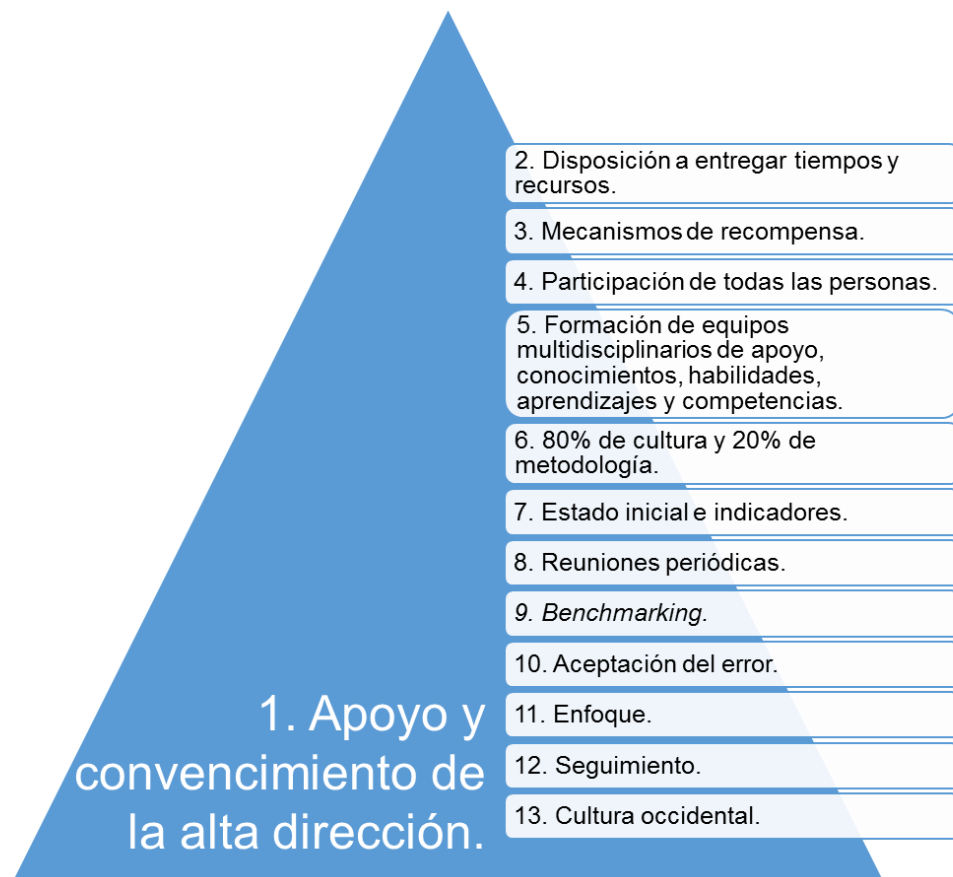 2. Disposición a entregar tiempos y
recursos.
3. Mecanismos de recompensa.
4. Participación de todas las personas.
5. Formación de equipos
multidisciplinarios de apoyo,
conocimientos, habilidades,
aprendizajes y competencias.
6. 80% de cultura y 20% de
metodología.
7. Estado inicial e indicadores.
8. Reuniones periódicas.
9. Benchmarking.
10. Aceptación del error.
11. Enfoque.
12. Seguimiento.
13. Cultura occidental.
1. Apoyo y
convencimiento de
la alta dirección.